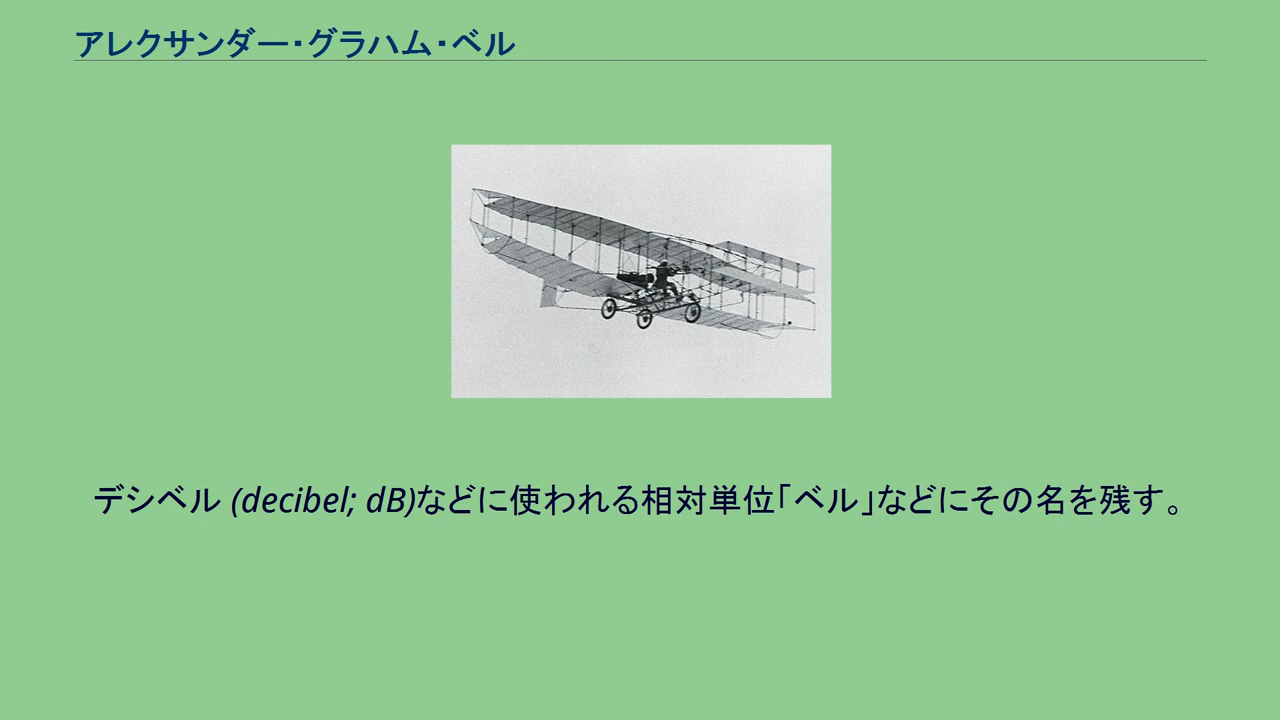 アレクサンダー・グラハム・ベル
デシベル (decibel; dB)などに使われる相対単位｢ベル｣などにその名を残す。